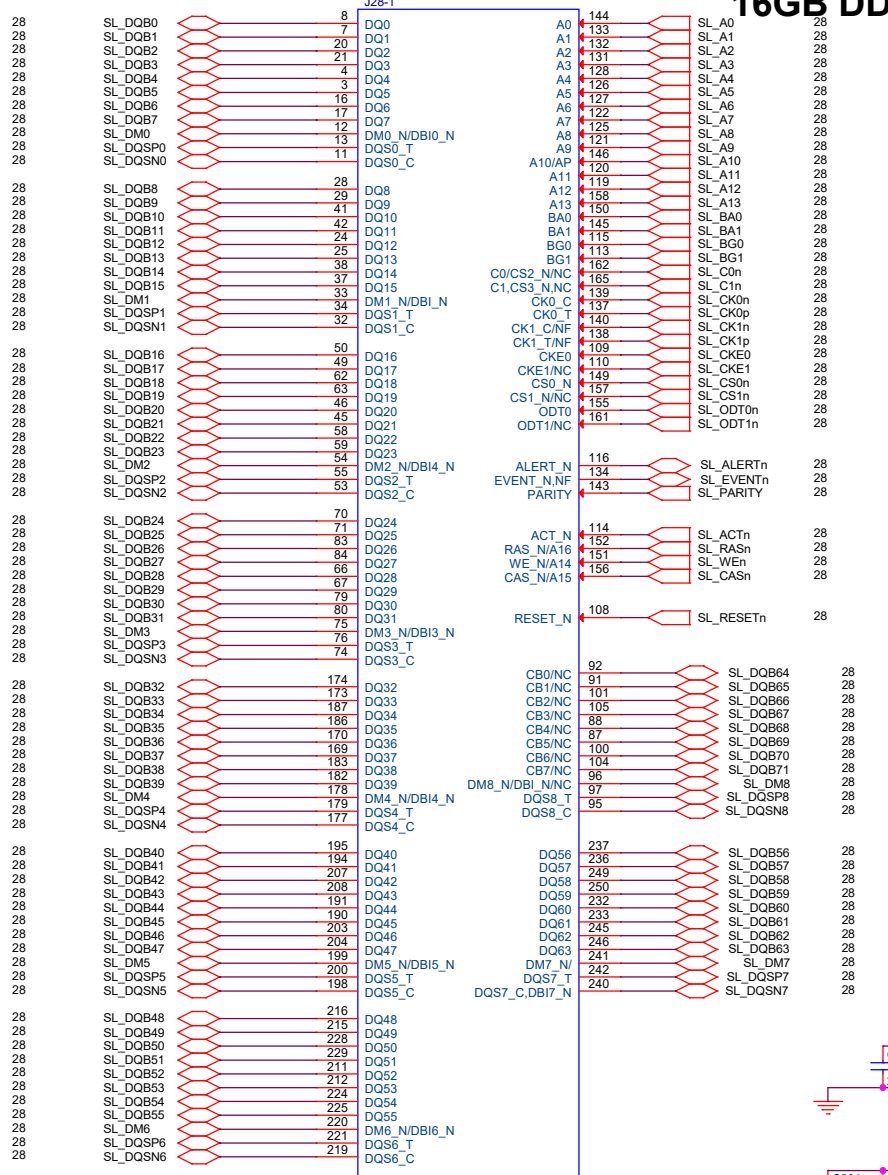 J28-1
16GB DD
28 SL_DQB0 8 DQ0
28 SL_DQB1 7 DQ1
28 SL_DQB2 20 DQ2
28 SL_DQB3 21 DQ3
28 SL_DQB4 4 DQ4
28 SL_DQB5 3 DQ5
28 SL_DQB6 16 DQ6
28 SL_DQB7 17 DQ7
28 SL_DM0 12 DM0_N/DBI0_N
28 SL_DQSP0 13 DQS0_T
28 SL_DQSN0 11 DQS0_C
28 SL_DQB8 28 DQ8
28 SL_DQB9 29 DQ9
28 SL_DQB10 41 DQ10
28 SL_DQB11 42 DQ11
28 SL_DQB12 24 DQ12
28 SL_DQB13 25 DQ13
28 SL_DQB14 38 DQ14
28 SL_DQB15 37 DQ15
28 SL_DM1 33 DM1_N/DBI_N
28 SL_DQSP1 34 DQS1_T
28 SL_DQSN1 32 DQS1_C
28 SL_DQB16 50 DQ16
28 SL_DQB17 49 DQ17
28 SL_DQB18 62 DQ18
28 SL_DQB19 63 DQ19
28 SL_DQB20 46 DQ20
28 SL_DQB21 45 DQ21
28 SL_DQB22 58 DQ22
28 SL_DQB23 59 DQ23
28 SL_DM2 54 DM2_N/DBI4_N
28 SL_DQSP2 55 DQS2_T
28 SL_DQSN2 53 DQS2_C
28 SL_DQB24 70 DQ24
28 SL_DQB25 71 DQ25
28 SL_DQB26 83 DQ26
28 SL_DQB27 84 DQ27
28 SL_DQB28 66 DQ28
28 SL_DQB29 67 DQ29
28 SL_DQB30 79 DQ30
28 SL_DQB31 80 DQ31
28 SL_DM3 75 DM3_N/DBI3_N
28 SL_DQSP3 76 DQS3_T
28 SL_DQSN3 74 DQS3_C
28 SL_DQB32 174 DQ32
28 SL_DQB33 173 DQ33
28 SL_DQB34 187 DQ34
28 SL_DQB35 186 DQ35
28 SL_DQB36 170 DQ36
28 SL_DQB37 169 DQ37
28 SL_DQB38 183 DQ38
28 SL_DQB39 182 DQ39
28 SL_DM4 178 DM4_N/DBI4_N
28 SL_DQSP4 179 DQS4_T
28 SL_DQSN4 177 DQS4_C
28 SL_DQB40 195 DQ40
28 SL_DQB41 194 DQ41
28 SL_DQB42 207 DQ42
28 SL_DQB43 208 DQ43
28 SL_DQB44 191 DQ44
28 SL_DQB45 190 DQ45
28 SL_DQB46 203 DQ46
28 SL_DQB47 204 DQ47
28 SL_DM5 199 DM5_N/DBI5_N
28 SL_DQSP5 200 DQS5_T
28 SL_DQSN5 198 DQS5_C
28 SL_DQB48 216 DQ48
28 SL_DQB49 215 DQ49
28 SL_DQB50 228 DQ50
28 SL_DQB51 229 DQ51
28 SL_DQB52 211 DQ52
28 SL_DQB53 212 DQ53
28 SL_DQB54 224 DQ54
28 SL_DQB55 225 DQ55
28 SL_DM6 220 DM6_N/DBI6_N
28 SL_DQSP6 221 DQS6_T
28 SL_DQSN6 219 DQS6_C
A0 144 SL_A0 28
A1 133 SL_A1 28
A2 132 SL_A2 28
A3 131 SL_A3 28
A4 128 SL_A4 28
A5 126 SL_A5 28
A6 127 SL_A6 28
A7 122 SL_A7 28
A8 125 SL_A8 28
A9 121 SL_A9 28
A10/AP 146 SL_A10 28
A11 120 SL_A11 28
A12 119 SL_A12 28
A13 158 SL_A13 28
BA0 150 SL_BA0 28
BA1 145 SL_BA1 28
BG0 115 SL_BG0 28
BG1 113 SL_BG1 28
C0/CS2_N/NC 162 SL_C0n 28
C1,CS3_N,NC 165 SL_C1n 28
CK0_C 139 SL_CK0n 28
CK0_T 137 SL_CK0p 28
CK1_C/NF 140 SL_CK1n 28
CK1_T/NF 138 SL_CK1p 28
CKE0 109 SL_CKE0 28
CKE1/NC 110 SL_CKE1 28
CS0_N 149 SL_CS0n 28
CS1_N/NC 157 SL_CS1n 28
ODT0 155 SL_ODT0n 28
ODT1/NC 161 SL_ODT1n 28
ALERT_N 116 SL_ALERTn 28
EVENT_N,NF 134 SL_EVENTn 28
PARITY 143 SL_PARITY 28
ACT_N 114 SL_ACTn 28
RAS_N/A16 152 SL_RASn 28
WE_N/A14 151 SL_WEn 28
CAS_N/A15 156 SL_CASn 28
RESET_N 108 SL_RESETn 28
CB0/NC 92 SL_DQB64 28
CB1/NC 91 SL_DQB65 28
CB2/NC 101 SL_DQB66 28
CB3/NC 105 SL_DQB67 28
CB4/NC 88 SL_DQB68 28
CB5/NC 87 SL_DQB69 28
CB6/NC 100 SL_DQB70 28
CB7/NC 104 SL_DQB71 28
DM8_N/DBI_N/NC 96 SL_DM8 28
DQS8_T 97 SL_DQSP8 28
DQS8_C 95 SL_DQSN8 28
DQ56 237 SL_DQB56 28
DQ57 236 SL_DQB57 28
DQ58 249 SL_DQB58 28
DQ59 250 SL_DQB59 28
DQ60 232 SL_DQB60 28
DQ61 233 SL_DQB61 28
DQ62 245 SL_DQB62 28
DQ63 246 SL_DQB63 28
DM7_N/ 241 SL_DM7 28
DQS7_T 242 SL_DQSP7 28
DQS7_C,DBI7_N 240 SL_DQSN7 28